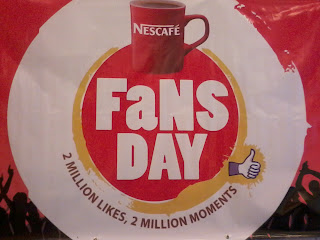 NESCAFÉ
FaNS
DAY
2 MILLION LIKES, 2 MILLION MOMENTS